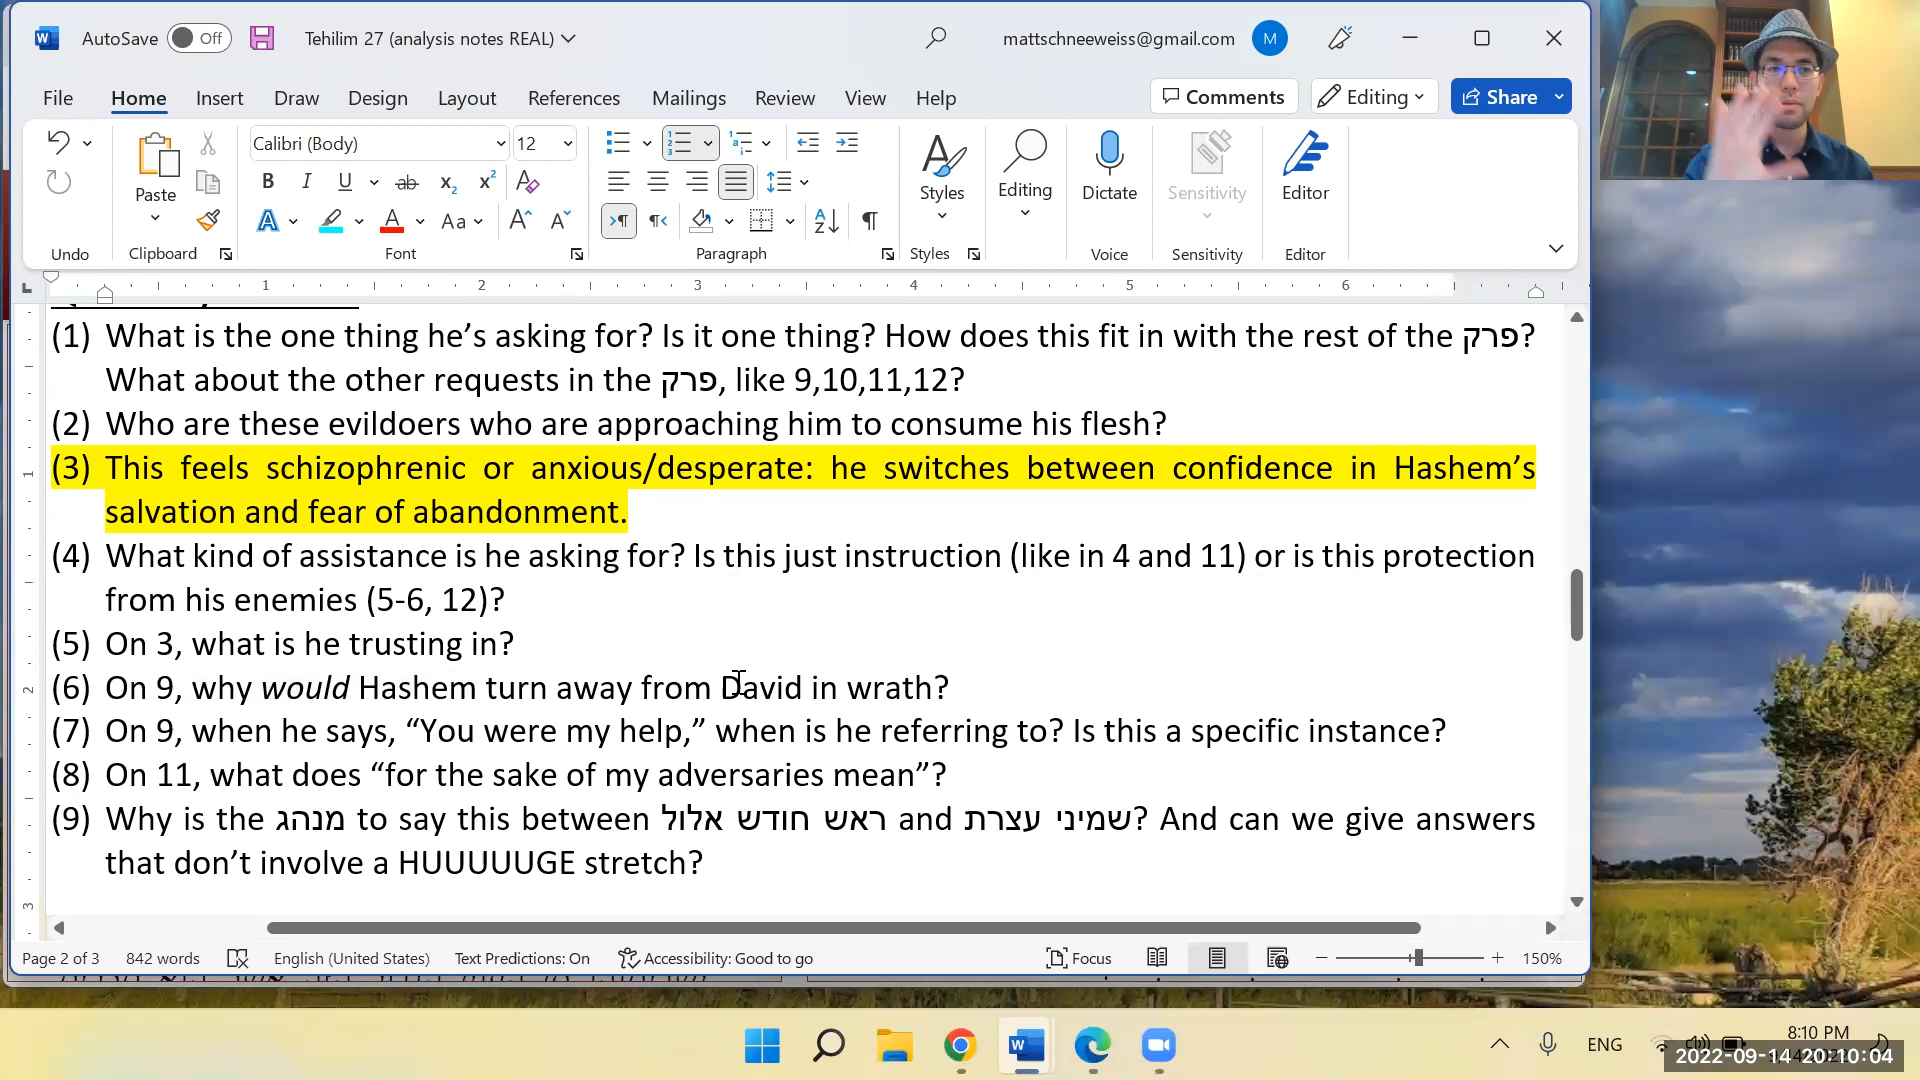 AutoSave Off Tehilim 27 (analysis notes REAL) mattschneeweiss@gmail.com M
File Home Insert Draw Design Layout References Mailings Review View Help Comments Editing Share
Calibri (Body) 12
Paste Styles Editing Dictate Sensitivity Editor
Undo Clipboard Font Paragraph Styles Voice Sensitivity Editor
1 2 3 4 5 6
(1) What is the one thing he’s asking for? Is it one thing? How does this fit in with the rest of the פרק?
What about the other requests in the פרק, like 9,10,11,12?
(2) Who are these evildoers who are approaching him to consume his flesh?
(3) This feels schizophrenic or anxious/desperate: he switches between confidence in Hashem’s
salvation and fear of abandonment.
(4) What kind of assistance is he asking for? Is this just instruction (like in 4 and 11) or is this protection
from his enemies (5-6, 12)?
(5) On 3, what is he trusting in?
(6) On 9, why would Hashem turn away from David in wrath?
(7) On 9, when he says, “You were my help,” when is he referring to? Is this a specific instance?
(8) On 11, what does “for the sake of my adversaries mean”?
(9) Why is the מנהג to say this between ראש חודש אלול and שמיני עצרת? And can we give answers
that don’t involve a HUUUUUGE stretch?
Page 2 of 3 842 words English (United States) Text Predictions: On Accessibility: Good to go Focus 150%
ENG 8:10 PM
2022-09-14 20:10:04